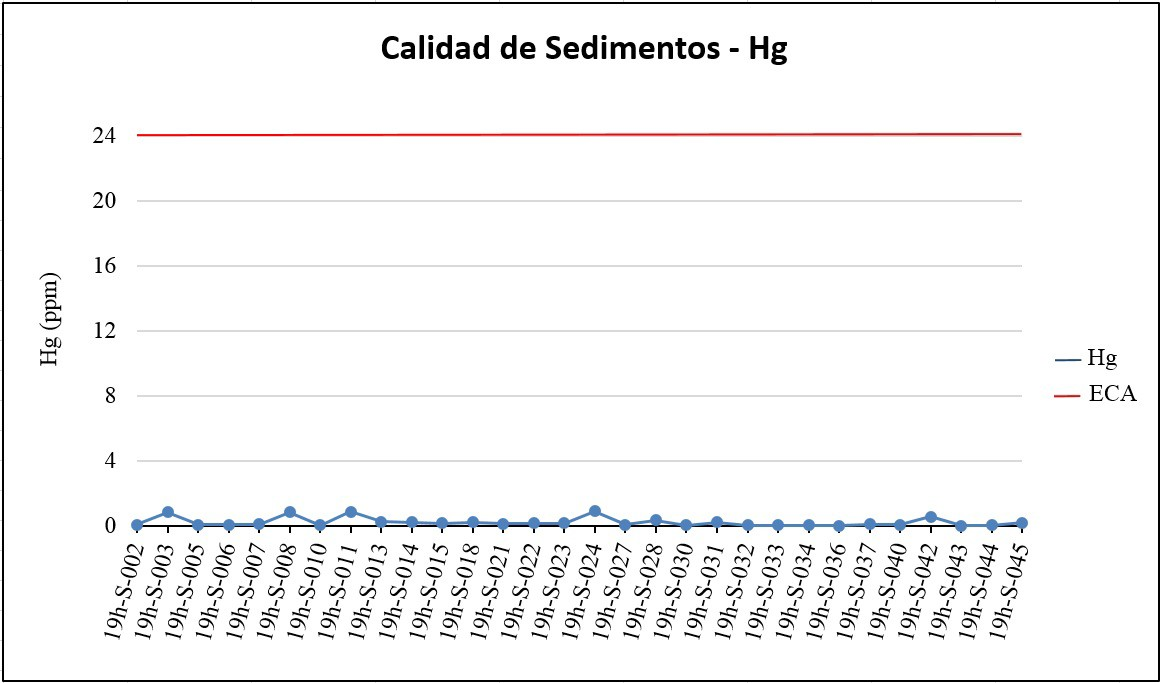 Calidad de Sedimentos - Hg
24
20
16
12
8
4
0
Hg (ppm)
Hg
ECA
19h-S-002
19h-S-003
19h-S-005
19h-S-006
19h-S-007
19h-S-008
19h-S-010
19h-S-011
19h-S-013
19h-S-014
19h-S-015
19h-S-018
19h-S-021
19h-S-022
19h-S-023
19h-S-024
19h-S-027
19h-S-028
19h-S-030
19h-S-031
19h-S-032
19h-S-033
19h-S-034
19h-S-036
19h-S-037
19h-S-040
19h-S-042
19h-S-043
19h-S-044
19h-S-045